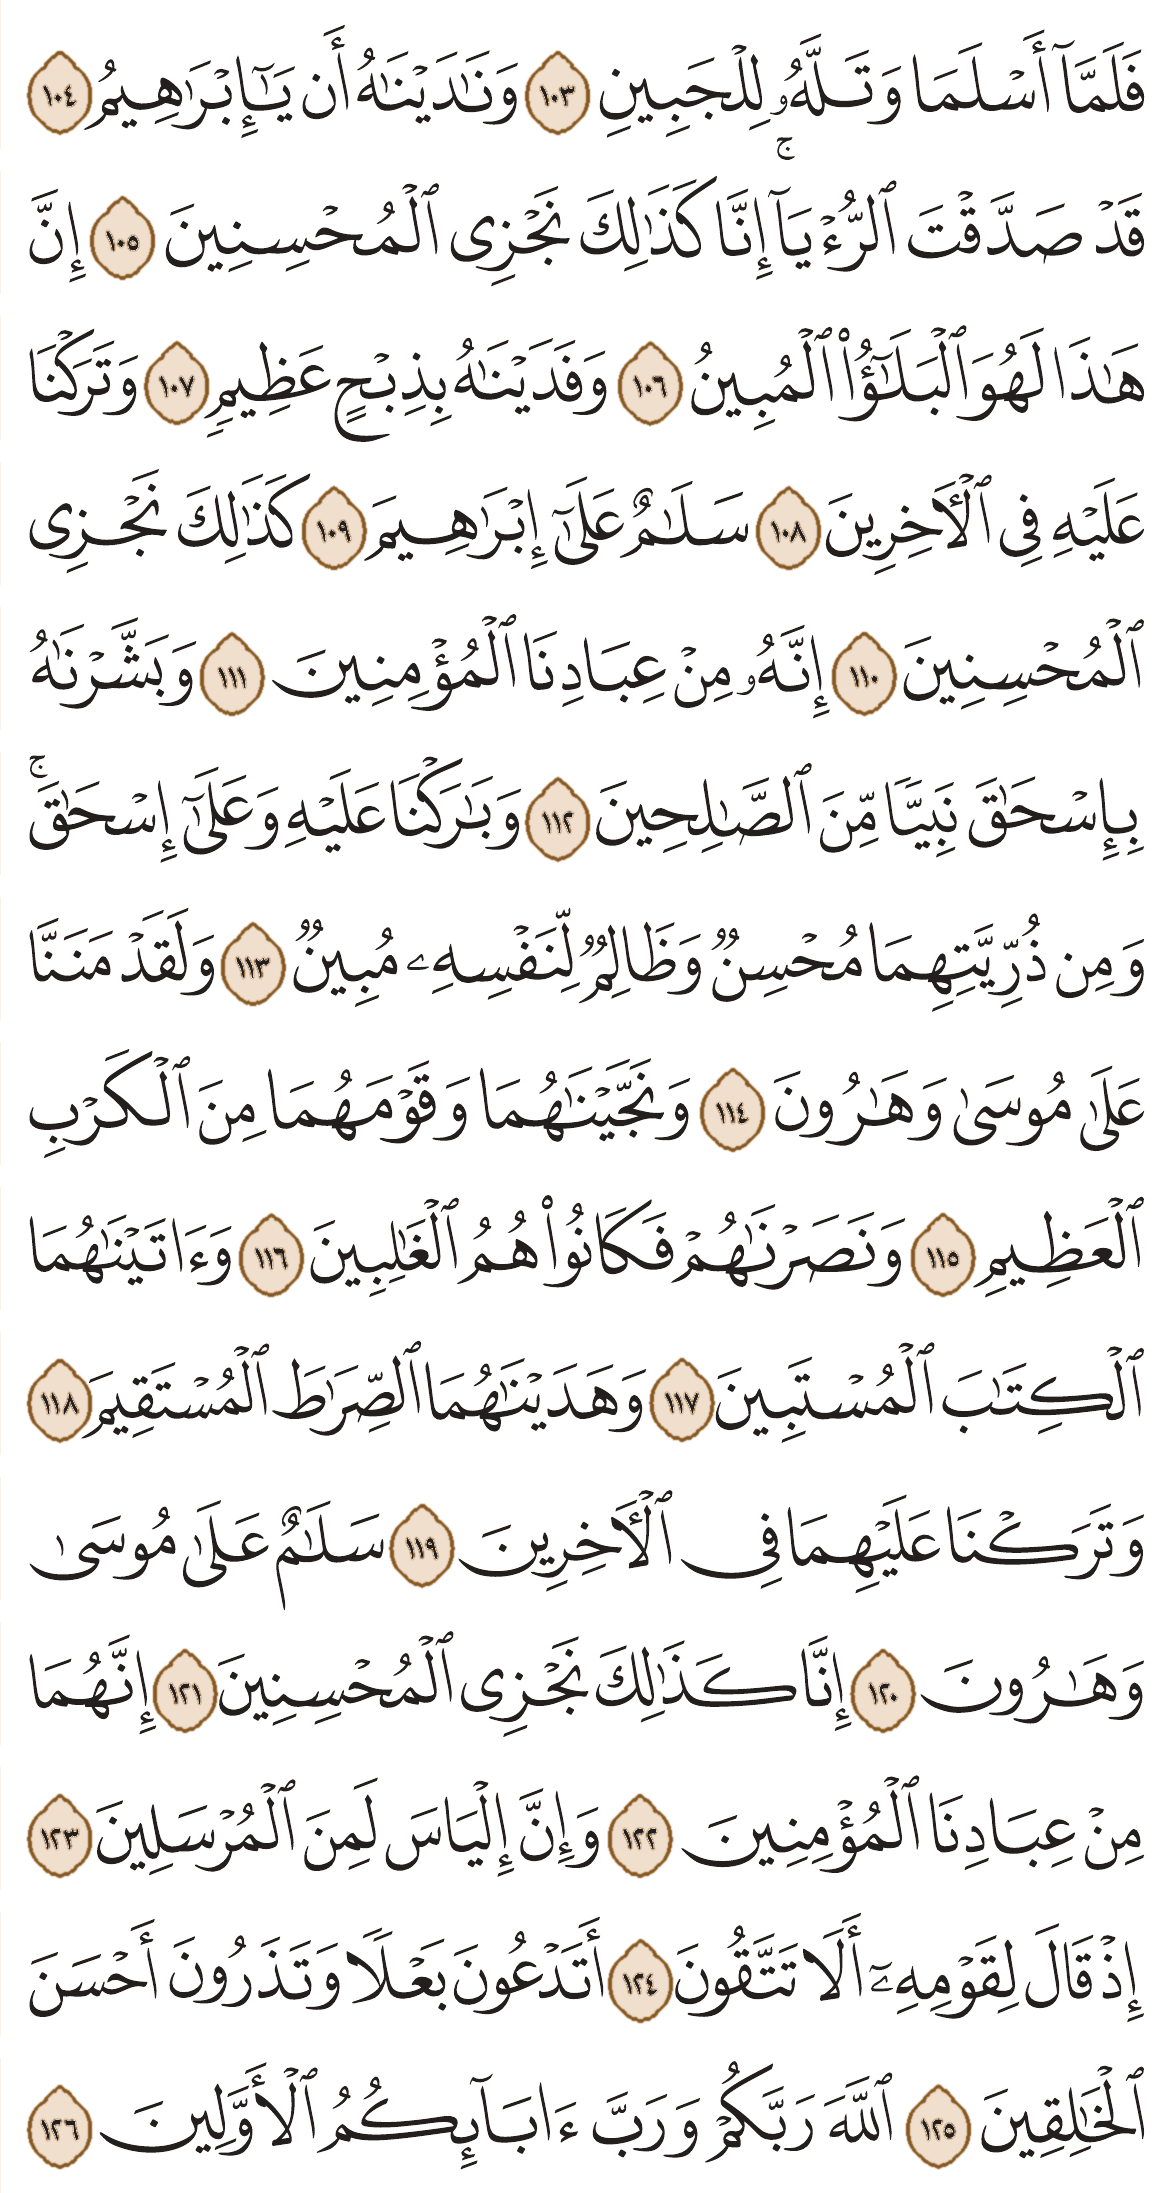 فَلَمَّآ أَسۡلَمَا وَتَلَّهُۥ لِلۡجَبِينِ ١٠٣ وَنَٰدَيۡنَٰهُ أَن يَٰٓإِبۡرَٰهِيمُ ١٠٤
قَدۡ صَدَّقۡتَ ٱلرُّءۡيَآۚ إِنَّا كَذَٰلِكَ نَجۡزِي ٱلۡمُحۡسِنِينَ ١٠٥ إِنَّ
هَٰذَا لَهُوَ ٱلۡبَلَٰٓؤُاْ ٱلۡمُبِينُ ١٠٦ وَفَدَيۡنَٰهُ بِذِبۡحٍ عَظِيمٖ ١٠٧ وَتَرَكۡنَا
عَلَيۡهِ فِي ٱلۡأٓخِرِينَ ١٠٨ سَلَٰمٌ عَلَىٰٓ إِبۡرَٰهِيمَ ١٠٩ كَذَٰلِكَ نَجۡزِي
ٱلۡمُحۡسِنِينَ ١١٠ إِنَّهُۥ مِنۡ عِبَادِنَا ٱلۡمُؤۡمِنِينَ ١١١ وَبَشَّرۡنَٰهُ
بِإِسۡحَٰقَ نَبِيّٗا مِّنَ ٱلصَّٰلِحِينَ ١١٢ وَبَٰرَكۡنَا عَلَيۡهِ وَعَلَىٰٓ إِسۡحَٰقَۚ
وَمِن ذُرِّيَّتِهِمَا مُحۡسِنٞ وَظَالِمٞ لِّنَفۡسِهِۦ مُبِينٞ ١١٣ وَلَقَدۡ مَنَنَّا
عَلَىٰ مُوسَىٰ وَهَٰرُونَ ١١٤ وَنَجَّيۡنَٰهُمَا وَقَوۡمَهُمَا مِنَ ٱلۡكَرۡبِ
ٱلۡعَظِيمِ ١١٥ وَنَصَرۡنَٰهُمۡ فَكَانُواْ هُمُ ٱلۡغَٰلِبِينَ ١١٦ وَءَاتَيۡنَٰهُمَا
ٱلۡكِتَٰبَ ٱلۡمُسۡتَبِينَ ١١٧ وَهَدَيۡنَٰهُمَا ٱلصِّرَٰطَ ٱلۡمُسۡتَقِيمَ ١١٨
وَتَرَكۡنَا عَلَيۡهِمَا فِي ٱلۡأٓخِرِينَ ١١٩ سَلَٰمٌ عَلَىٰ مُوسَىٰ
وَهَٰرُونَ ١٢٠ إِنَّا كَذَٰلِكَ نَجۡزِي ٱلۡمُحۡسِنِينَ ١٢١ إِنَّهُمَا
مِنۡ عِبَادِنَا ٱلۡمُؤۡمِنِينَ ١٢٢ وَإِنَّ إِلۡيَاسَ لَمِنَ ٱلۡمُرۡسَلِينَ ١٢٣
إِذۡ قَالَ لِقَوۡمِهِۦٓ أَلَا تَتَّقُونَ ١٢٤ أَتَدۡعُونَ بَعۡلٗا وَتَذَرُونَ أَحۡسَنَ
ٱلۡخَٰلِقِينَ ١٢٥ ٱللَّهَ رَبَّكُمۡ وَرَبَّ ءَابَآئِكُمُ ٱلۡأَوَّلِينَ ١٢٦